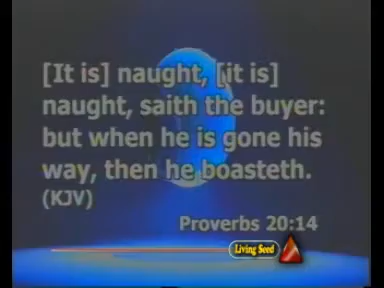 [It is] naught, [it is]
naught, saith the buyer:
but when he is gone his
way, then he boasteth.
(KJV)
Proverbs 20:14
Living Seed